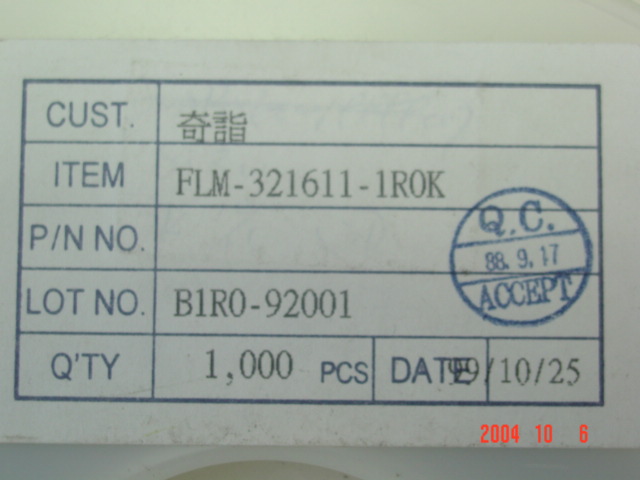 CUST. 奇詣
ITEM FLM-321611-1R0K
P/N NO.
LOT NO. B1R0-92001
Q'TY 1,000 PCS DATE 99/10/25
Q.C.
88.9.17
ACCEPT
2004 10 6